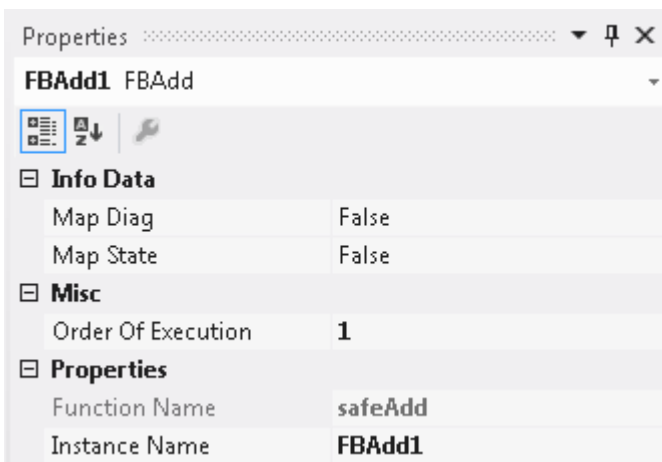 Properties
FBAdd1 FBAdd
Info Data
Map Diag False
Map State False
Misc
Order Of Execution 1
Properties
Function Name safeAdd
Instance Name FBAdd1